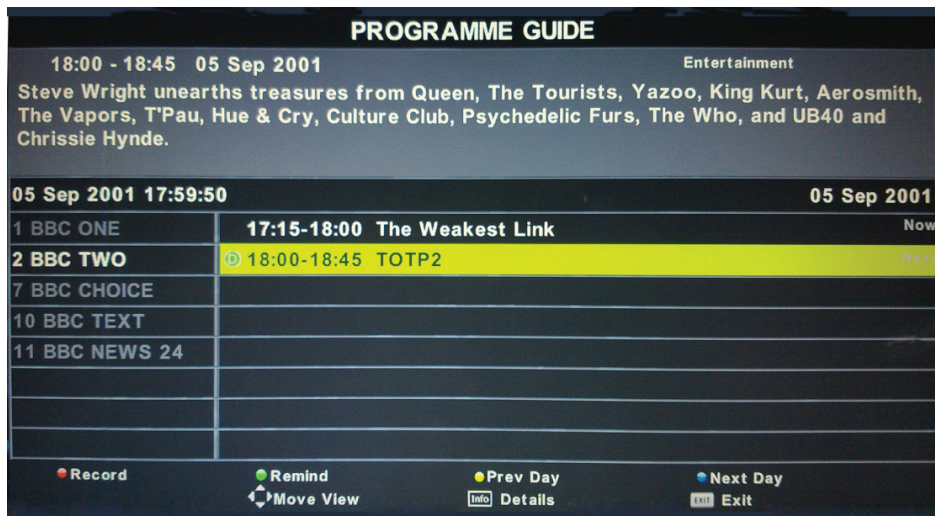 PROGRAMME GUIDE
18:00 - 18:45 05 Sep 2001 Entertainment
Steve Wright unearths treasures from Queen, The Tourists, Yazoo, King Kurt, Aerosmith,
The Vapors, T'Pau, Hue & Cry, Culture Club, Psychedelic Furs, The Who, and UB40 and
Chrissie Hynde.
05 Sep 2001 17:59:50 05 Sep 2001
1 BBC ONE 17:15-18:00 The Weakest Link Now
2 BBC TWO D 18:00-18:45 TOTP2 Next
7 BBC CHOICE
10 BBC TEXT
11 BBC NEWS 24
Record Remind Prev Day Next Day
Move View Info Details EXIT Exit